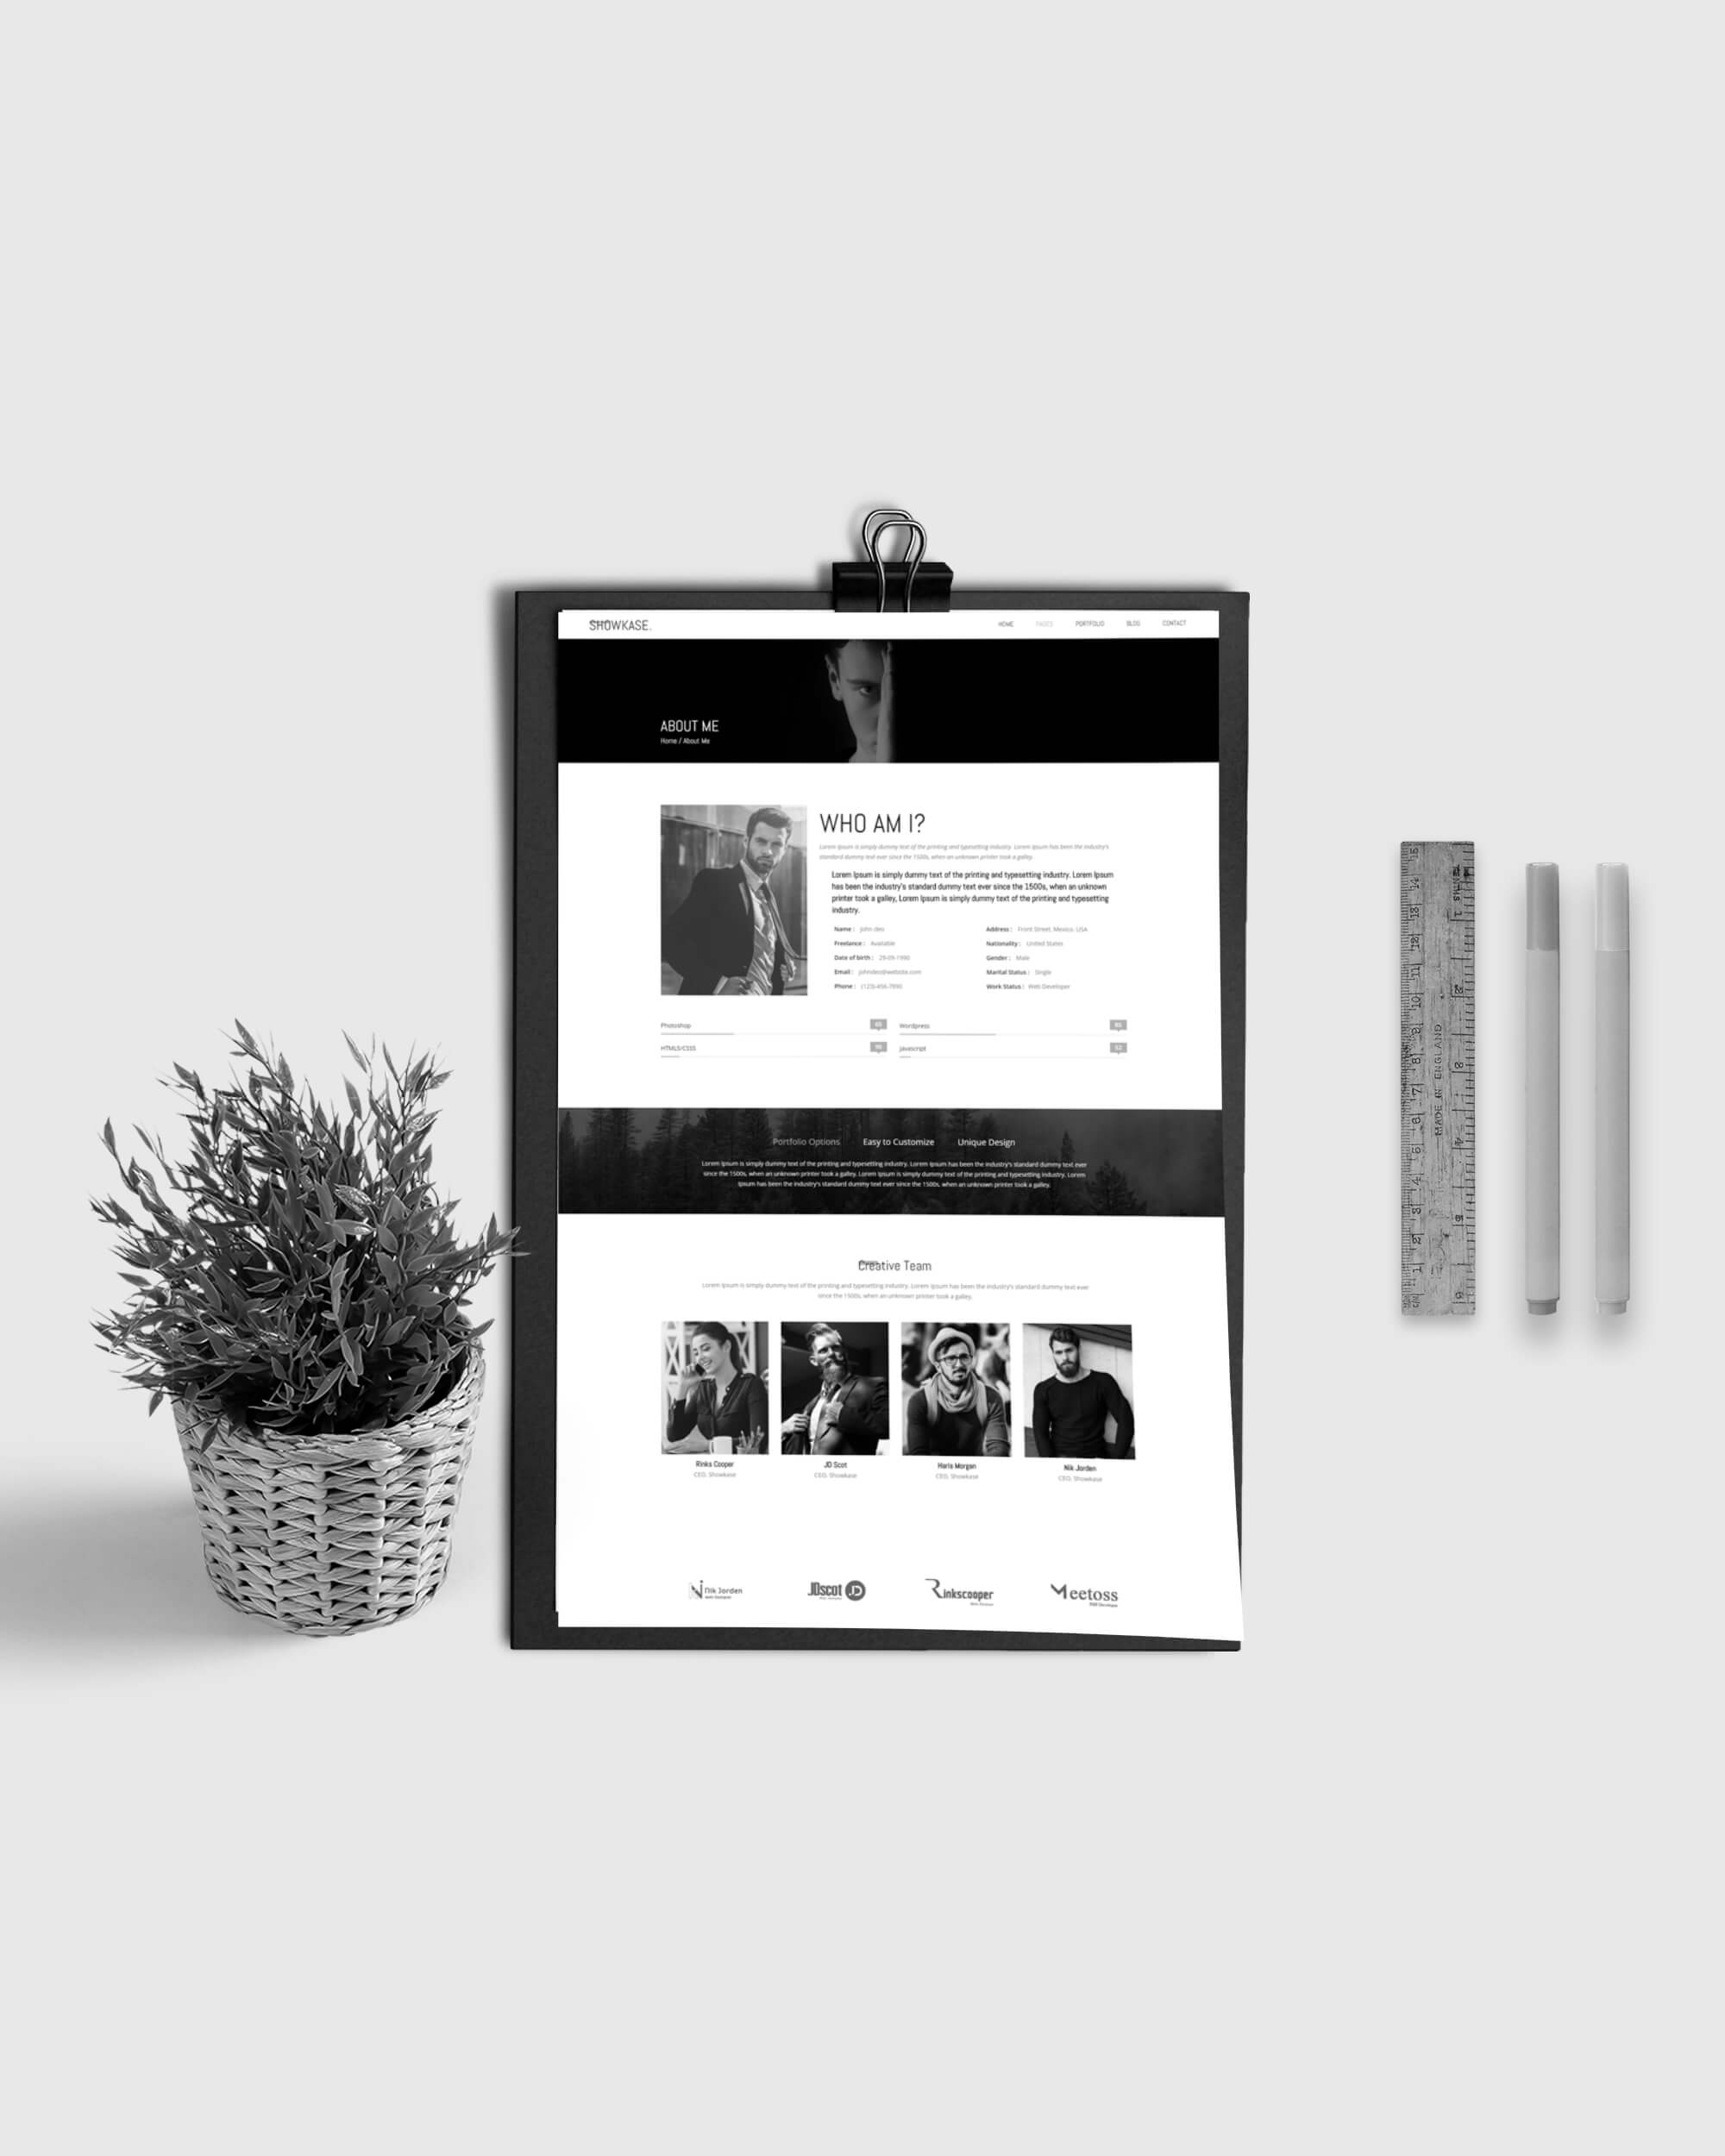 SHOWKASE.
HOME PAGES PORTFOLIO BLOG CONTACT
ABOUT ME
Home / About Me
WHO AM I?
Lorem Ipsum is simply dummy text of the printing and typesetting industry. Lorem Ipsum has been the industry's
standard dummy text ever since the 1500s, when an unknown printer took a galley.
Lorem Ipsum is simply dummy text of the printing and typesetting industry. Lorem Ipsum
has been the industry's standard dummy text ever since the 1500s, when an unknown
printer took a galley, Lorem Ipsum is simply dummy text of the printing and typesetting
industry.
Name : John deo
Address : Front Street, Mexico, USA
Freelance : Available
Nationality : United States
Date of birth : 29-09-1990
Gender : Male
Email : johndeo@website.com
Marital Status : Single
Phone : (123)-456-7890
Work Status : Web Developer
Photoshop
Wordpress
HTML5/CSS5
Javascript
Portfolio Options Easy to Customize Unique Design
Lorem Ipsum is simply dummy text of the printing and typesetting industry. Lorem Ipsum has been the industry's standard dummy text ever
since the 1500s, when an unknown printer took a galley. Lorem Ipsum is simply dummy text of the printing and typesetting industry. Lorem
Ipsum has been the industry's standard dummy text ever since the 1500s, when an unknown printer took a galley.
Creative Team
Lorem Ipsum is simply dummy text of the printing and typesetting industry. Lorem Ipsum has been the industry's standard dummy text ever
since the 1500s, when an unknown printer took a galley.
Rinks Cooper
CEO, Showkase
JD Scot
CEO, Showkase
Haris Morgan
CEO, Showkase
Nik Jorden
CEO, Showkase
Nik Jorden
JDscot JD
Rinkscooper
Meetoss
TENTHS
MADE IN ENGLAND